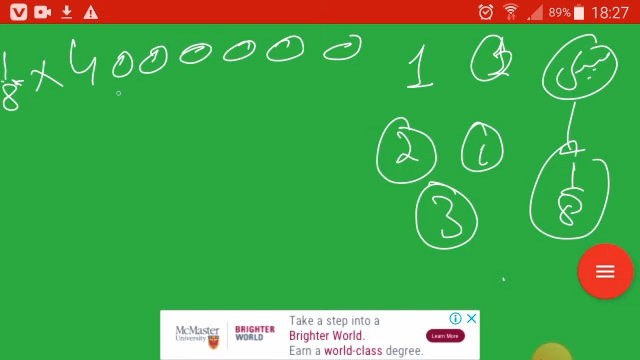 89% 18:27
1/8 × 4000000 1 1
2 1 1/8
3
McMaster University BRIGHTER WORLD Take a step into a Brighter World. Earn a world-class degree. Learn More